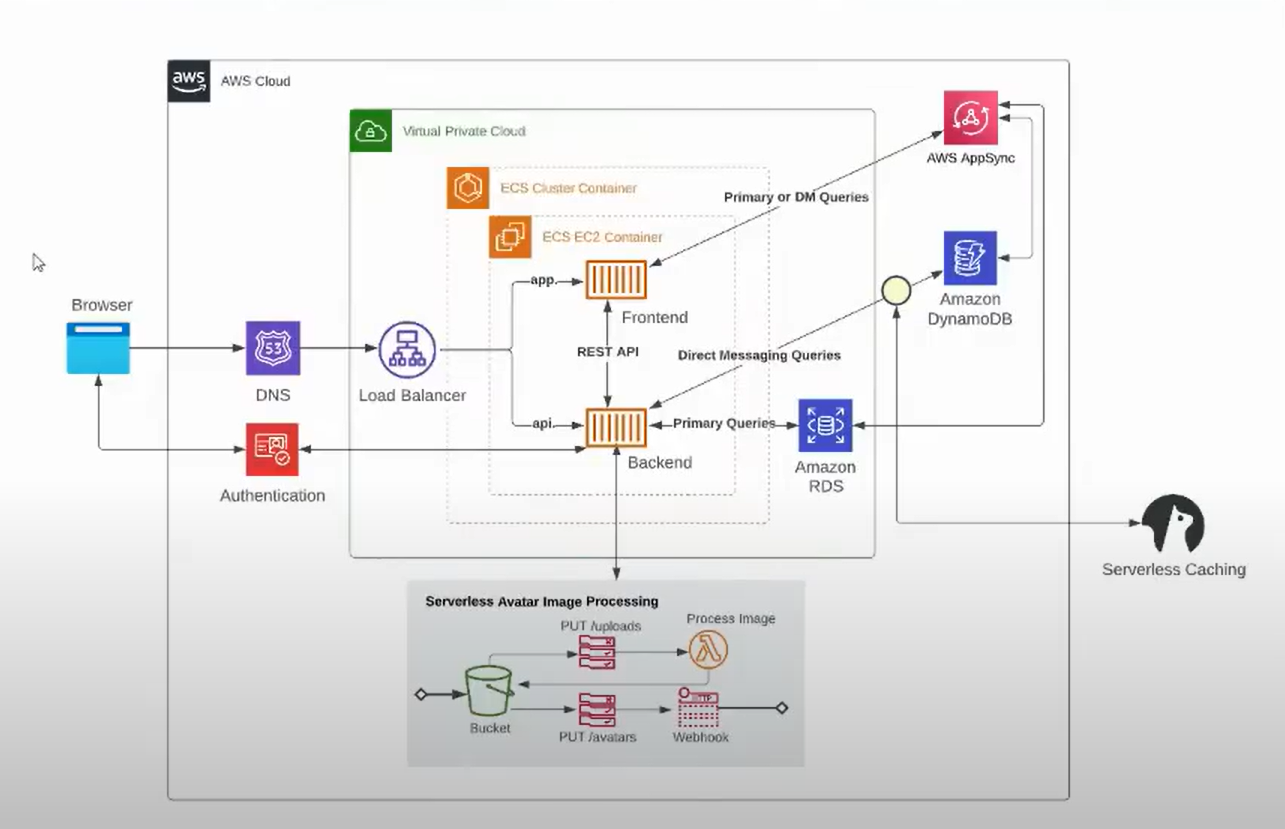 aws
AWS Cloud
Virtual Private Cloud
AWS AppSync
ECS Cluster Container
Primary or DM Queries
ECS EC2 Container
app.
Browser
Frontend
Amazon
DynamoDB
53
REST API
Direct Messaging Queries
DNS
Load Balancer
api.
Primary Queries
Backend
Amazon
RDS
Authentication
Serverless Caching
Serverless Avatar Image Processing
PUT /uploads
Process Image
HTTP
Bucket
PUT /avatars
Webhook